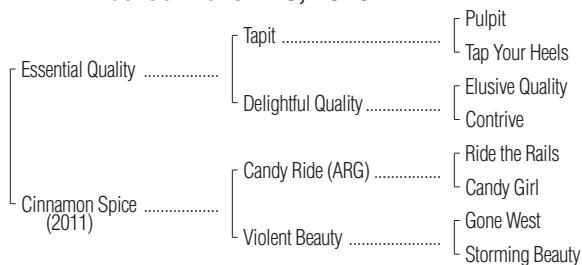 Pulpit
Tapit
Tap Your Heels
Essential Quality
Elusive Quality
Delightful Quality
Contrive
Ride the Rails
Candy Ride (ARG)
Candy Girl
Cinnamon Spice
(2011)
Gone West
Violent Beauty
Storming Beauty